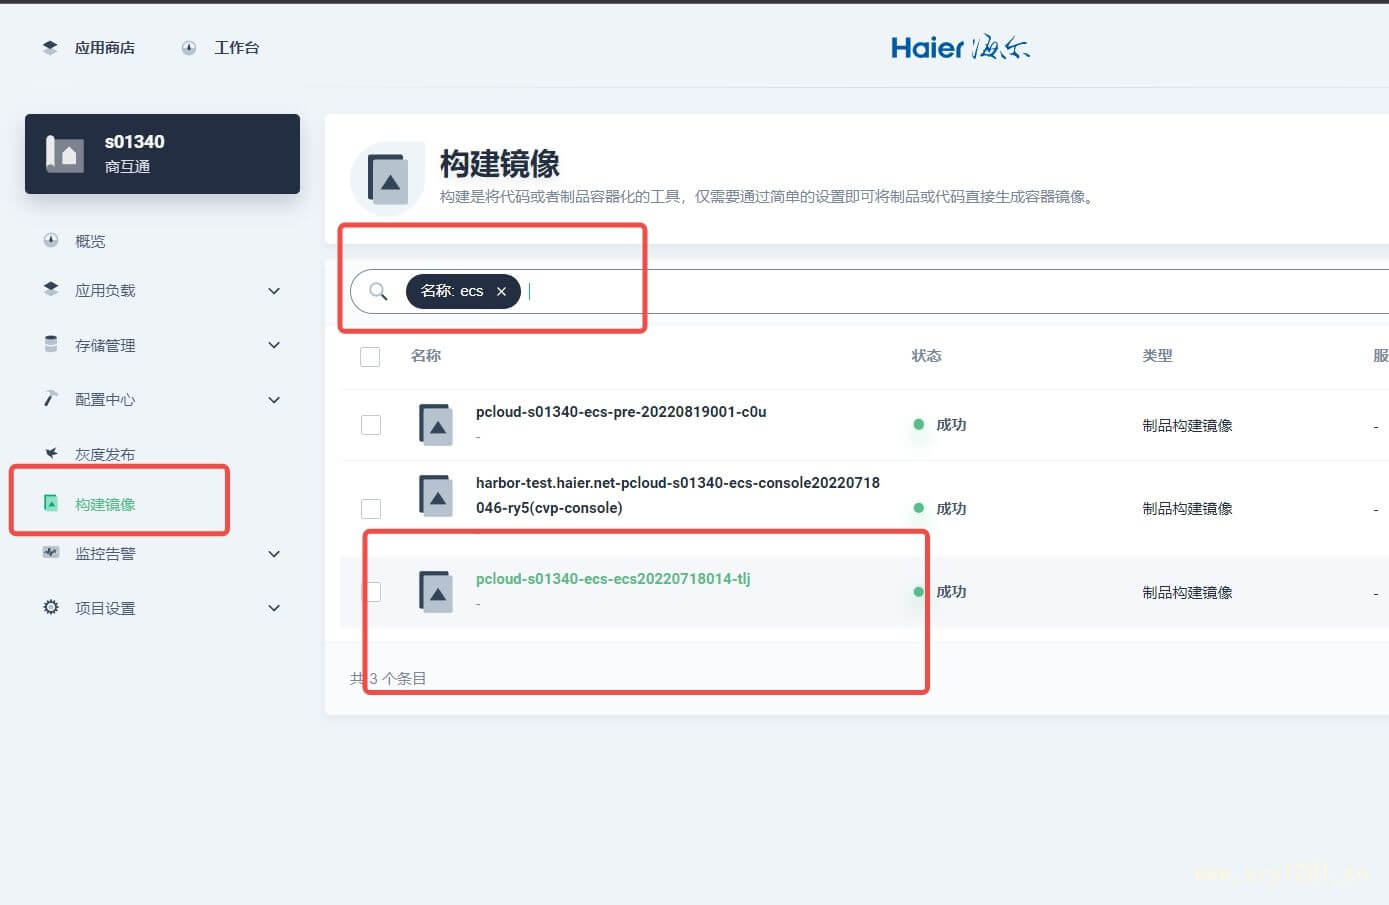 应用商店 工作台
Haier 海尔
s01340
商互通
概览
应用负载
存储管理
配置中心
灰度发布
构建镜像
监控告警
项目设置
构建镜像
构建是将代码或者制品容器化的工具，仅需要通过简单的设置即可将制品或代码直接生成容器镜像。
名称: ecs ×
名称 状态 类型 服
pcloud-s01340-ecs-pre-20220819001-c0u
-
成功 制品构建镜像 -
harbor-test.haier.net-pcloud-s01340-ecs-console20220718
046-ry5(cvp-console)
成功 制品构建镜像 -
pcloud-s01340-ecs-ecs20220718014-tlj
-
成功 制品构建镜像 -
共 3 个条目